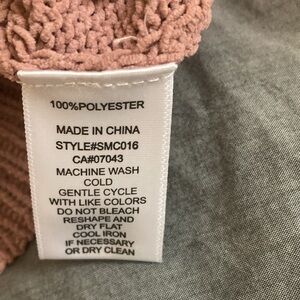 100%POLYESTER
MADE IN CHINA
STYLE#SMC016
CA#07043
MACHINE WASH
COLD
GENTLE CYCLE
WITH LIKE COLORS
DO NOT BLEACH
RESHAPE AND
DRY FLAT
COOL IRON
IF NECESSARY
OR DRY CLEAN